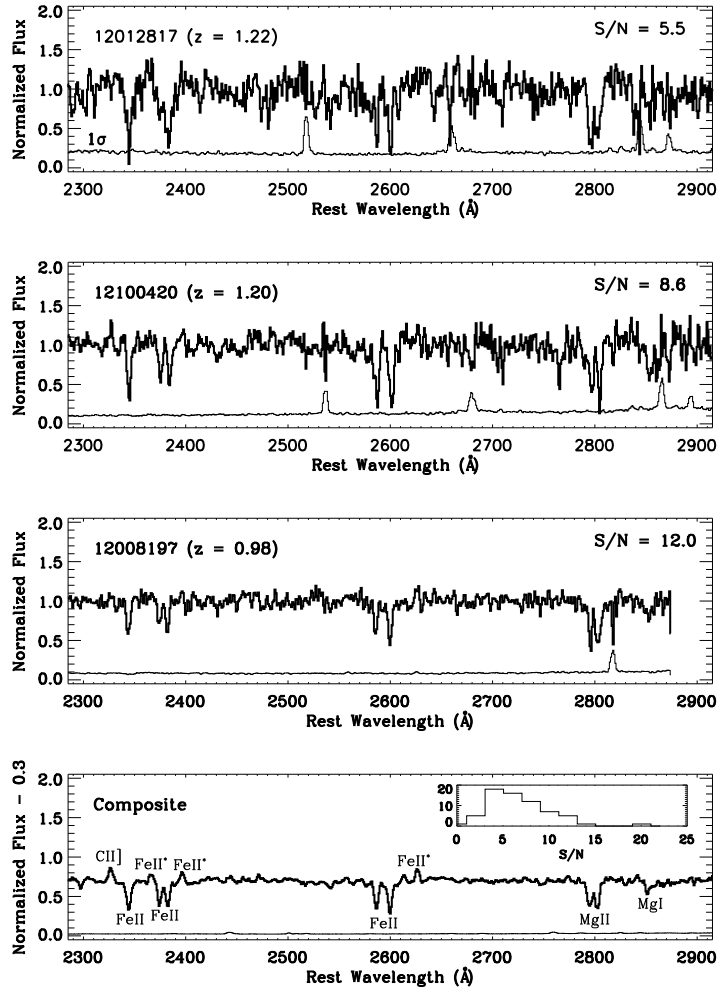 12012817 (z = 1.22)
S/N = 5.5
Normalized Flux
2.0
1.5
1.0
0.5
0.0
1σ
2300 2400 2500 2600 2700 2800 2900
Rest Wavelength (Å)
12100420 (z = 1.20)
S/N = 8.6
Normalized Flux
2.0
1.5
1.0
0.5
0.0
2300 2400 2500 2600 2700 2800 2900
Rest Wavelength (Å)
12008197 (z = 0.98)
S/N = 12.0
Normalized Flux
2.0
1.5
1.0
0.5
0.0
2300 2400 2500 2600 2700 2800 2900
Rest Wavelength (Å)
Composite
Normalized Flux - 0.3
2.0
1.5
1.0
0.5
0.0
20
10
0
0 5 10 15 20 25
S/N
CII]
FeII*
FeII*
FeII*
FeII
FeII
FeII
MgII
MgI
2300 2400 2500 2600 2700 2800 2900
Rest Wavelength (Å)